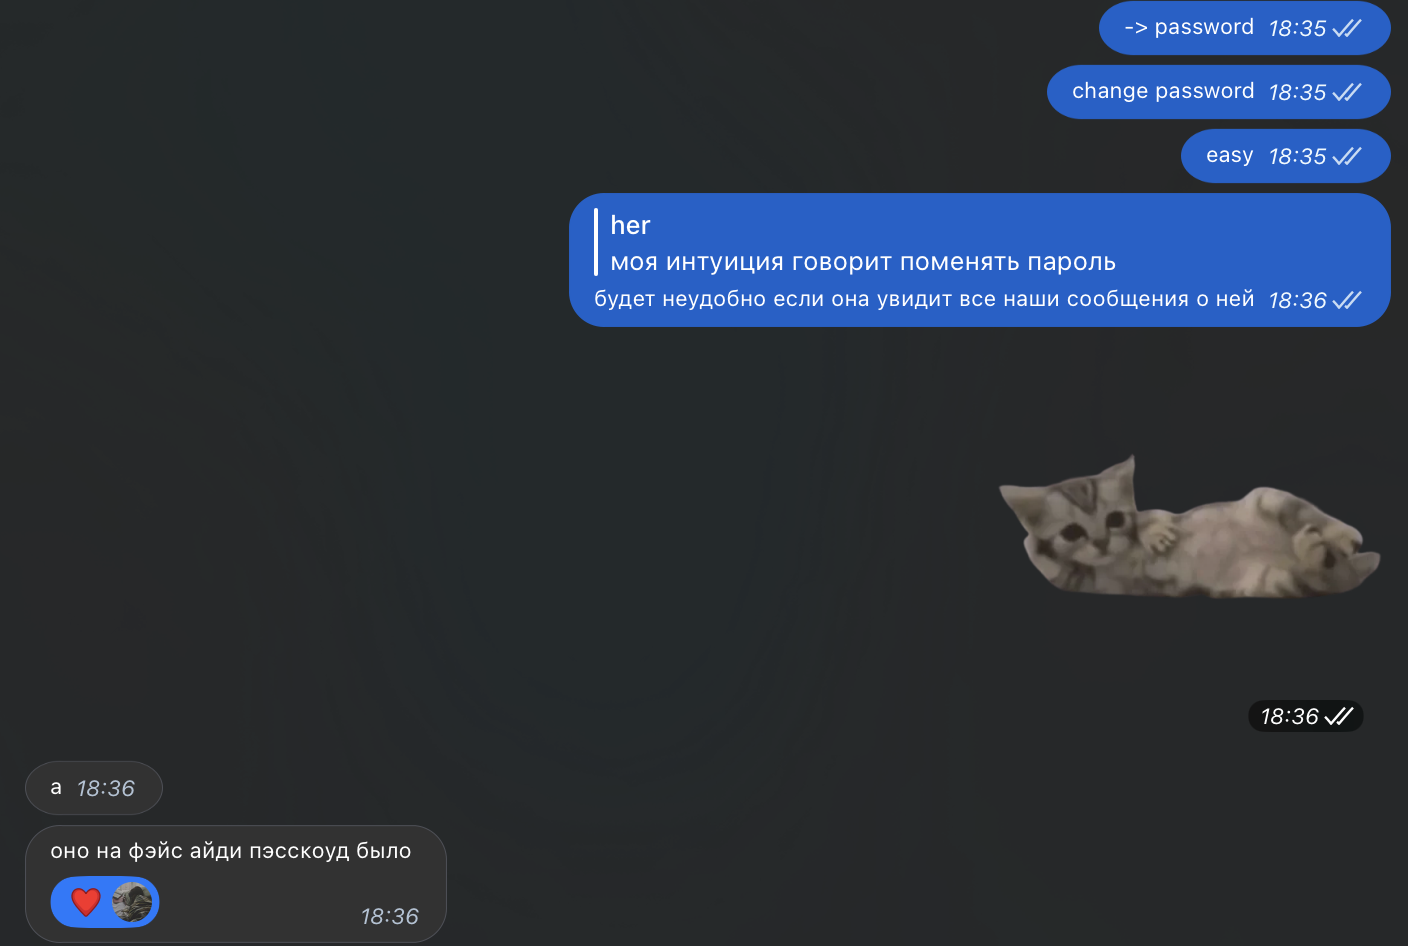 -> password 18:35
change password 18:35
easy 18:35
her
моя интуиция говорит поменять пароль
будет неудобно если она увидит все наши сообщения о ней 18:36
18:36
а 18:36
оно на фэйс айди пэсскоуд было
18:36